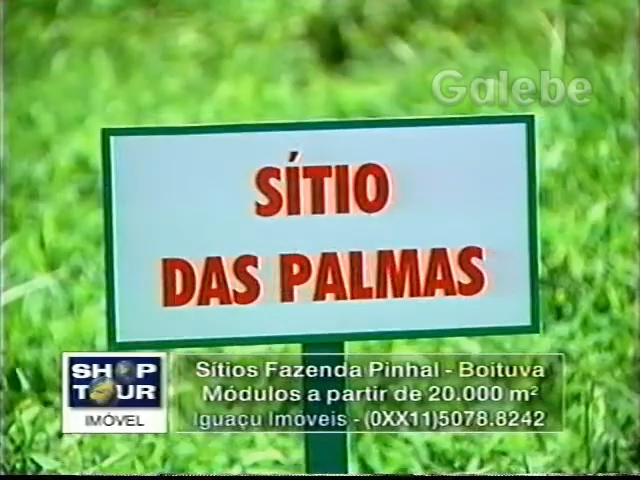 Galebe
SÍTIO
DAS PALMAS
SHOP
TOUR
IMÓVEL
Sítios Fazenda Pinhal - Boituva
Módulos a partir de 20.000 m²
Iguaçu Imóveis - (0XX11)5078.8242